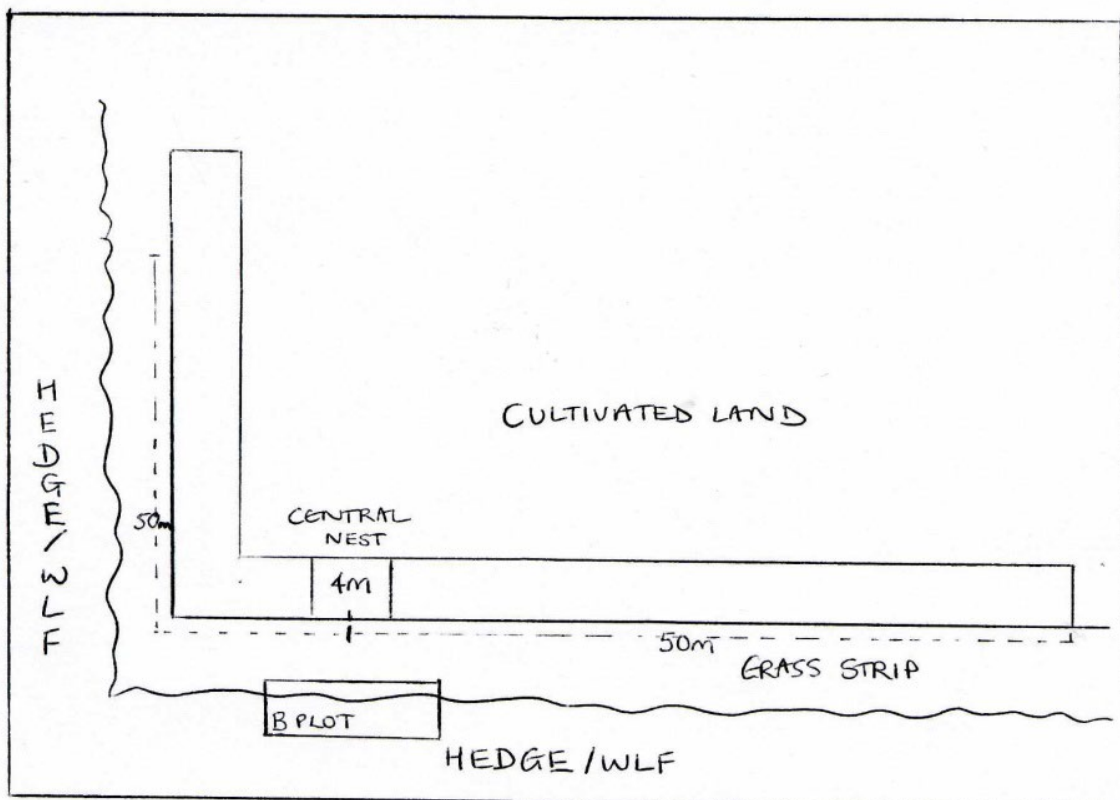 HEDGE/WLF
50m
CENTRAL
NEST
4M
CULTIVATED LAND
50m
GRASS STRIP
B PLOT
HEDGE/WLF